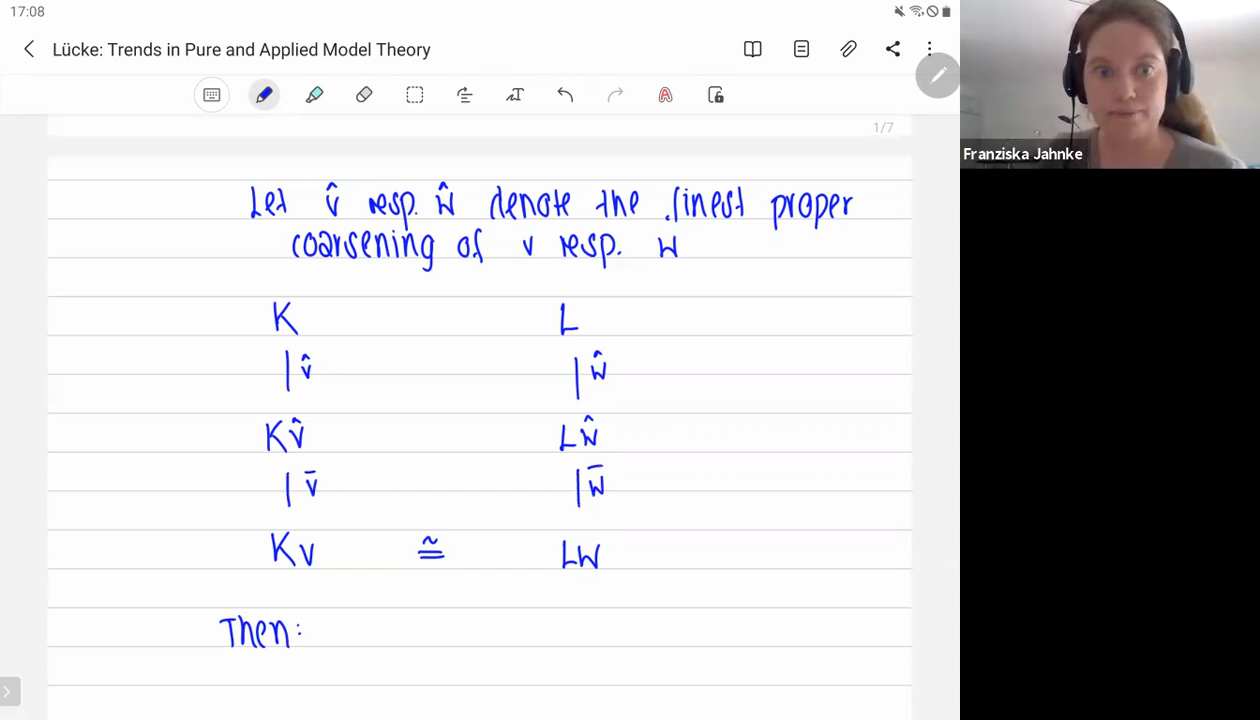 17:08
Lücke: Trends in Pure and Applied Model Theory
Franziska Jahnke
1/7
Let v̂ resp. ŵ denote the finest proper
coarsening of v resp. w
K L
| v̂ | ŵ
Kv̂ Lŵ
| v̄ | w̄
Kv ≅ Lw
Then: